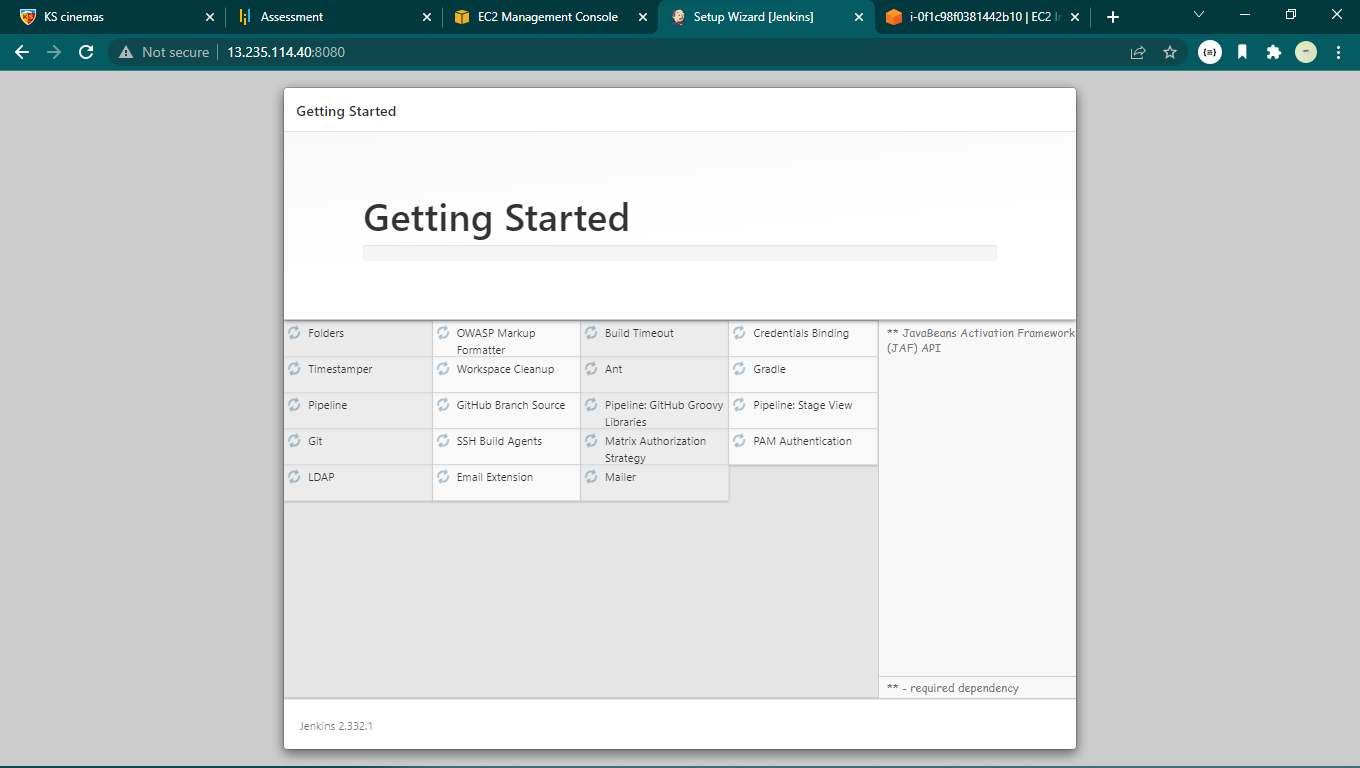 KS cinemas
Assessment
EC2 Management Console
Setup Wizard [Jenkins]
i-0f1c98f0381442b10 | EC2 In
Not secure
13.235.114.40:8080
Getting Started
Getting Started
Folders
OWASP Markup
Formatter
Build Timeout
Credentials Binding
** JavaBeans Activation Framework
(JAF) API
Timestamper
Workspace Cleanup
Ant
Gradle
Pipeline
GitHub Branch Source
Pipeline: GitHub Groovy
Libraries
Pipeline: Stage View
Git
SSH Build Agents
Matrix Authorization
Strategy
PAM Authentication
LDAP
Email Extension
Mailer
** - required dependency
Jenkins 2.332.1